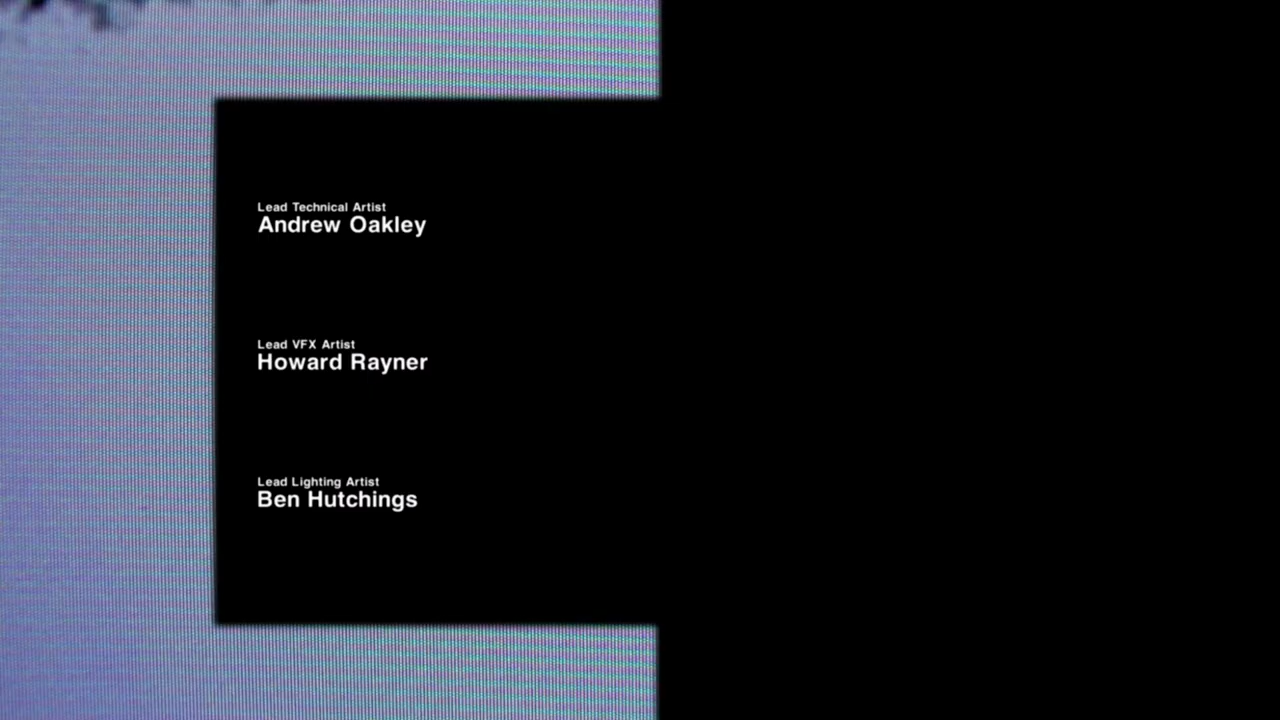 Lead Technical Artist
Andrew Oakley
Lead VFX Artist
Howard Rayner
Lead Lighting Artist
Ben Hutchings